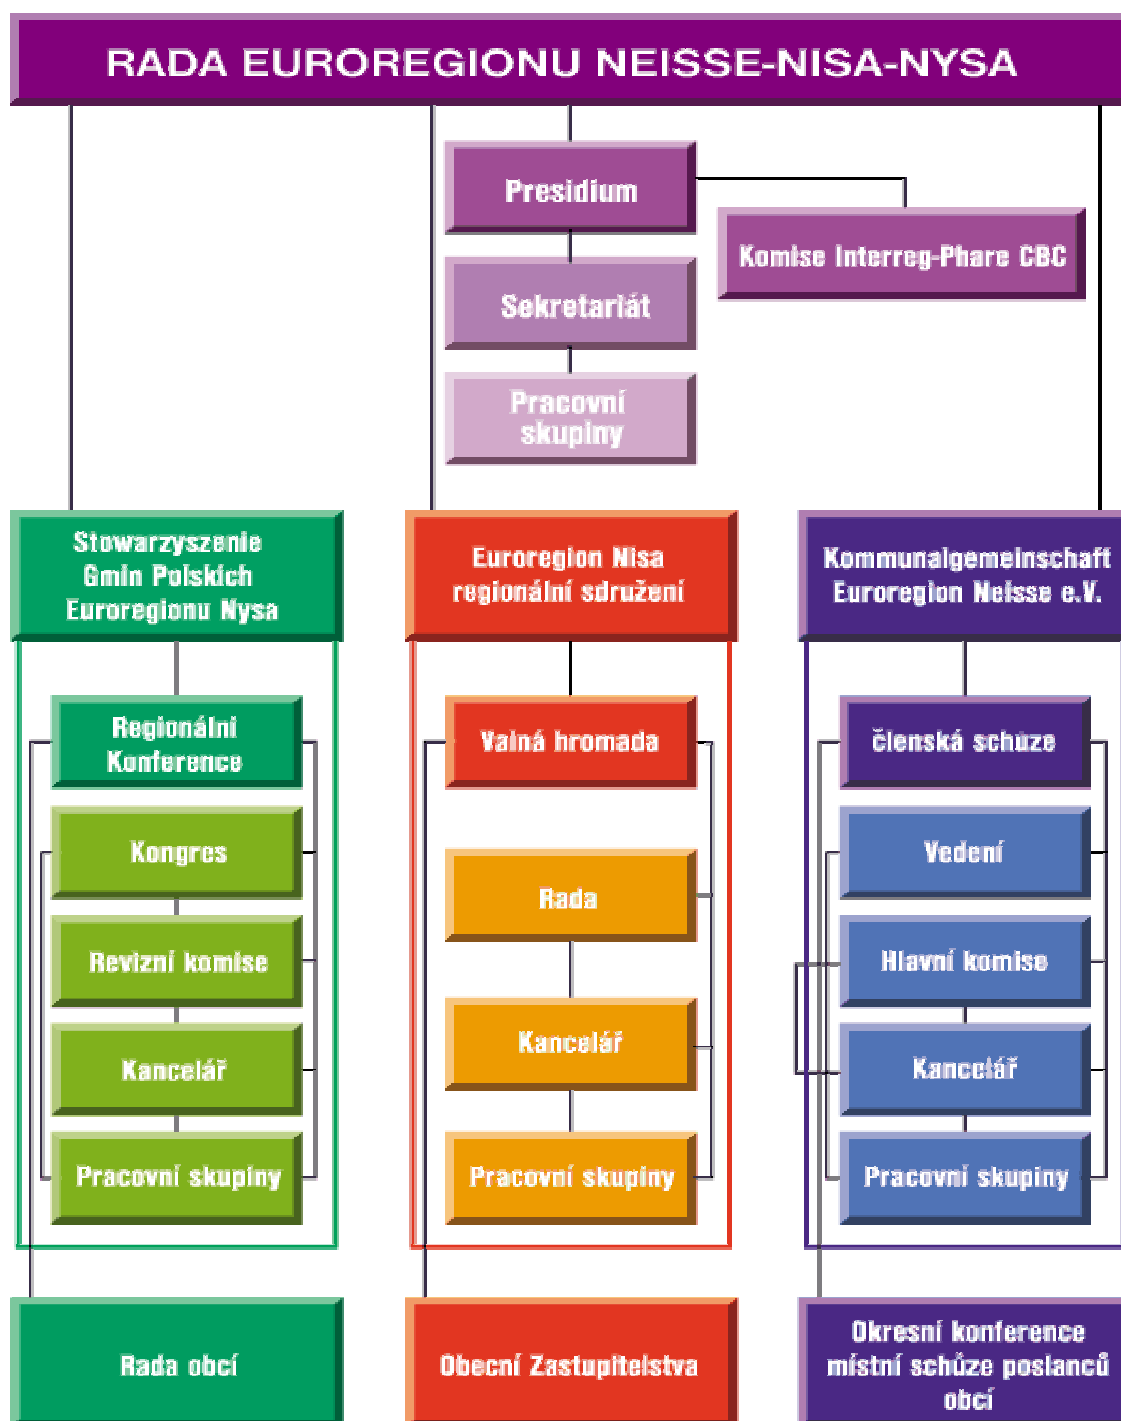 RADA EUROREGIONU NEISSE-NISA-NYSA
Presidium
Komise Interreg-Phare CBC
Sekretariát
Pracovní
skupiny
Stowarzyszenie
Gmin Polskich
Euroregionu Nysa
Regionální
Konference
Kongres
Revizní komise
Kancelář
Pracovní skupiny
Rada obcí
Euroregion Nisa
regionální sdružení
Valná hromada
Rada
Kancelář
Pracovní skupiny
Obecní Zastupitelstva
Kommunalgemeinschaft
Euroregion Neisse e.V.
členská schůze
Vedení
Hlavní komise
Kancelář
Pracovní skupiny
Okresní konference
místní schůze poslanců
obcí